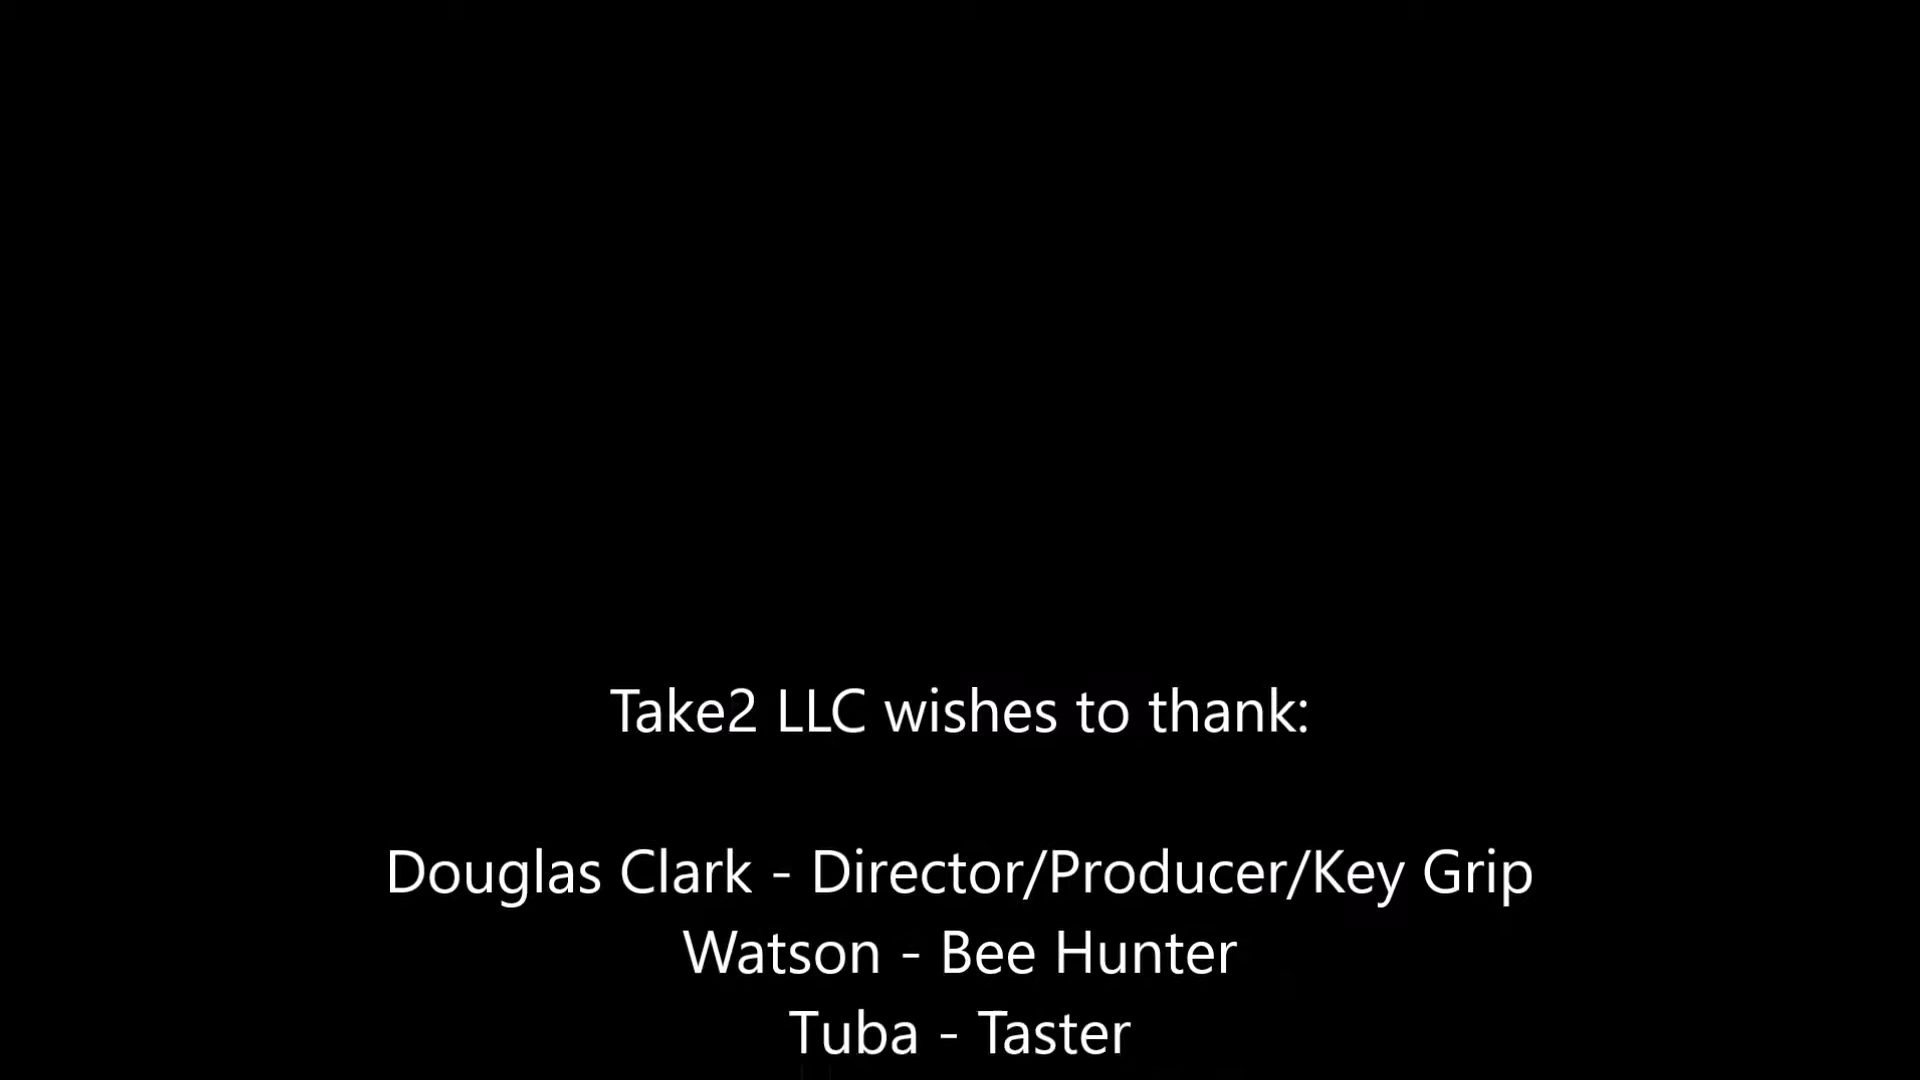 Take2 LLC wishes to thank:
Douglas Clark - Director/Producer/Key Grip
Watson - Bee Hunter
Tuba - Taster